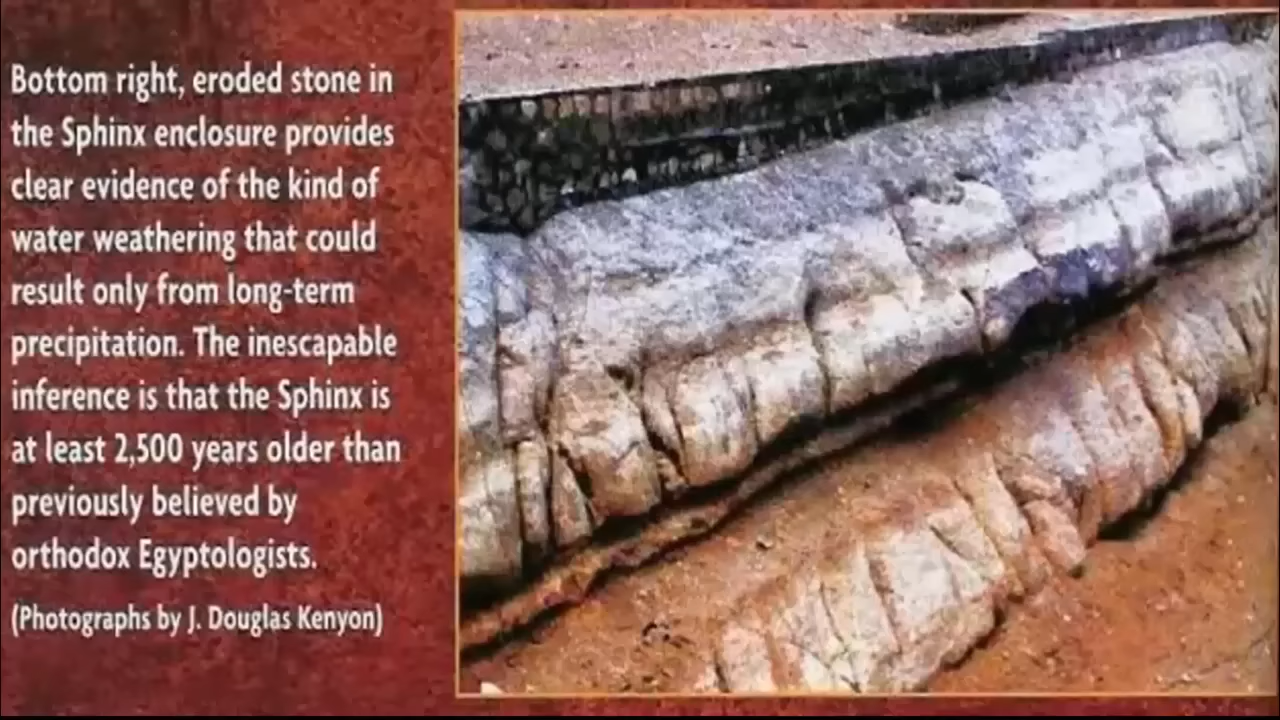 Bottom right, eroded stone in
the Sphinx enclosure provides
clear evidence of the kind of
water weathering that could
result only from long-term
precipitation. The inescapable
inference is that the Sphinx is
at least 2,500 years older than
previously believed by
orthodox Egyptologists.
(Photographs by J. Douglas Kenyon)